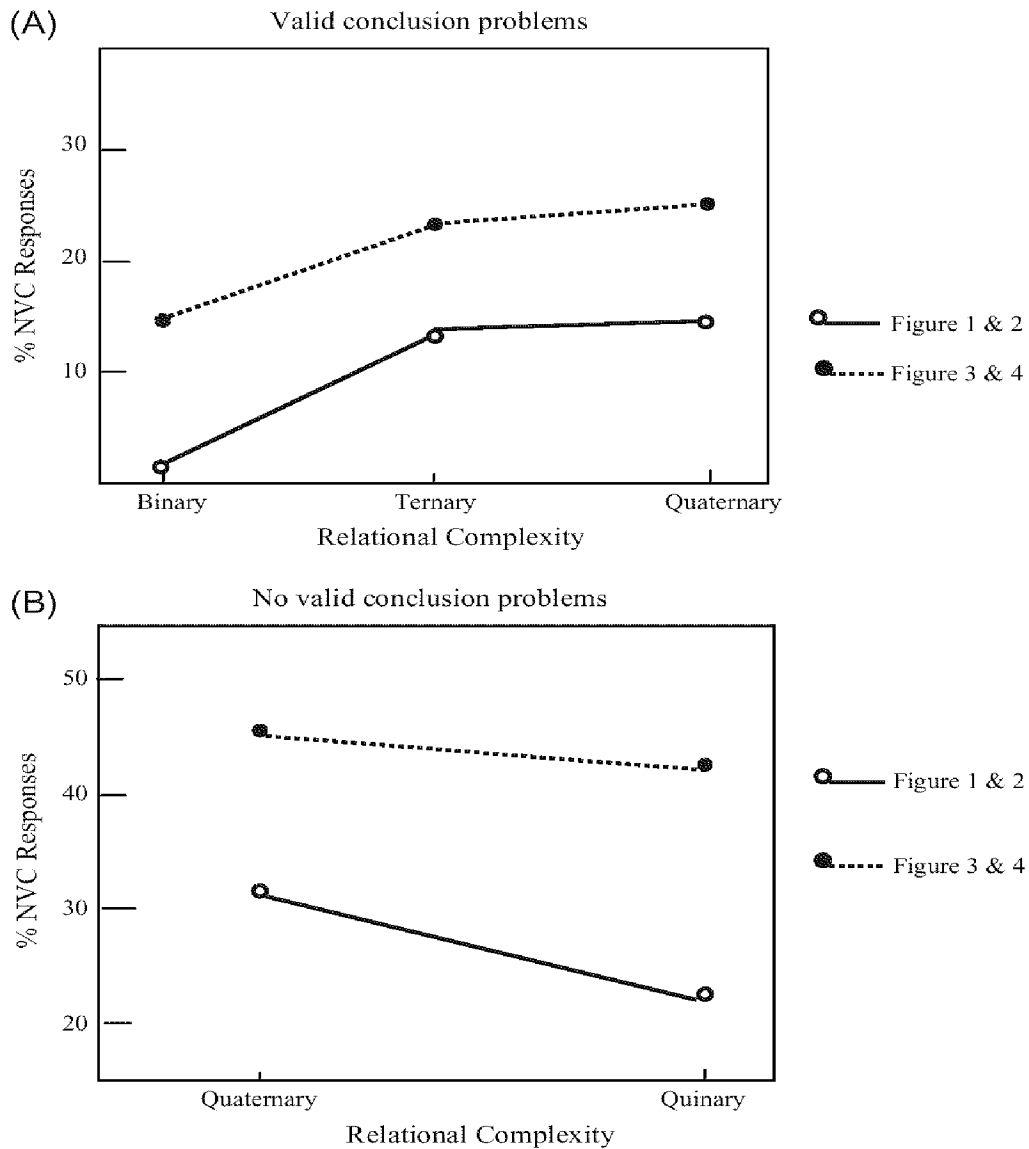 (A)
Valid conclusion problems
% NVC Responses
30
20
10
Binary
Ternary
Quaternary
Relational Complexity
Figure 1 & 2
Figure 3 & 4
(B)
No valid conclusion problems
% NVC Responses
50
40
30
20
Quaternary
Quinary
Relational Complexity
Figure 1 & 2
Figure 3 & 4